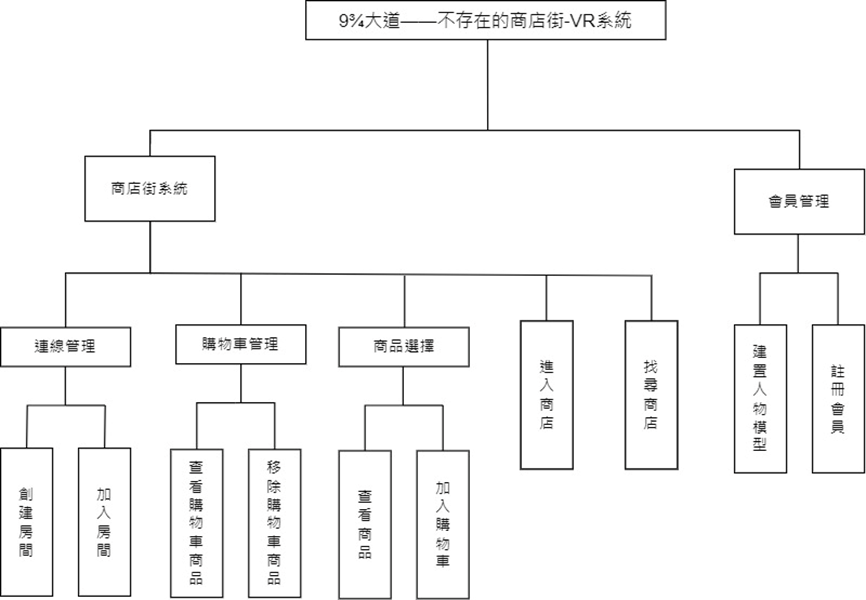 9¾大道——不存在的商店街-VR系統
商店街系統
會員管理
連線管理
購物車管理
商品選擇
進入商店
找尋商店
建置人物模型
註冊會員
創建房間
加入房間
查看購物車商品
移除購物車商品
查看商品
加入購物車